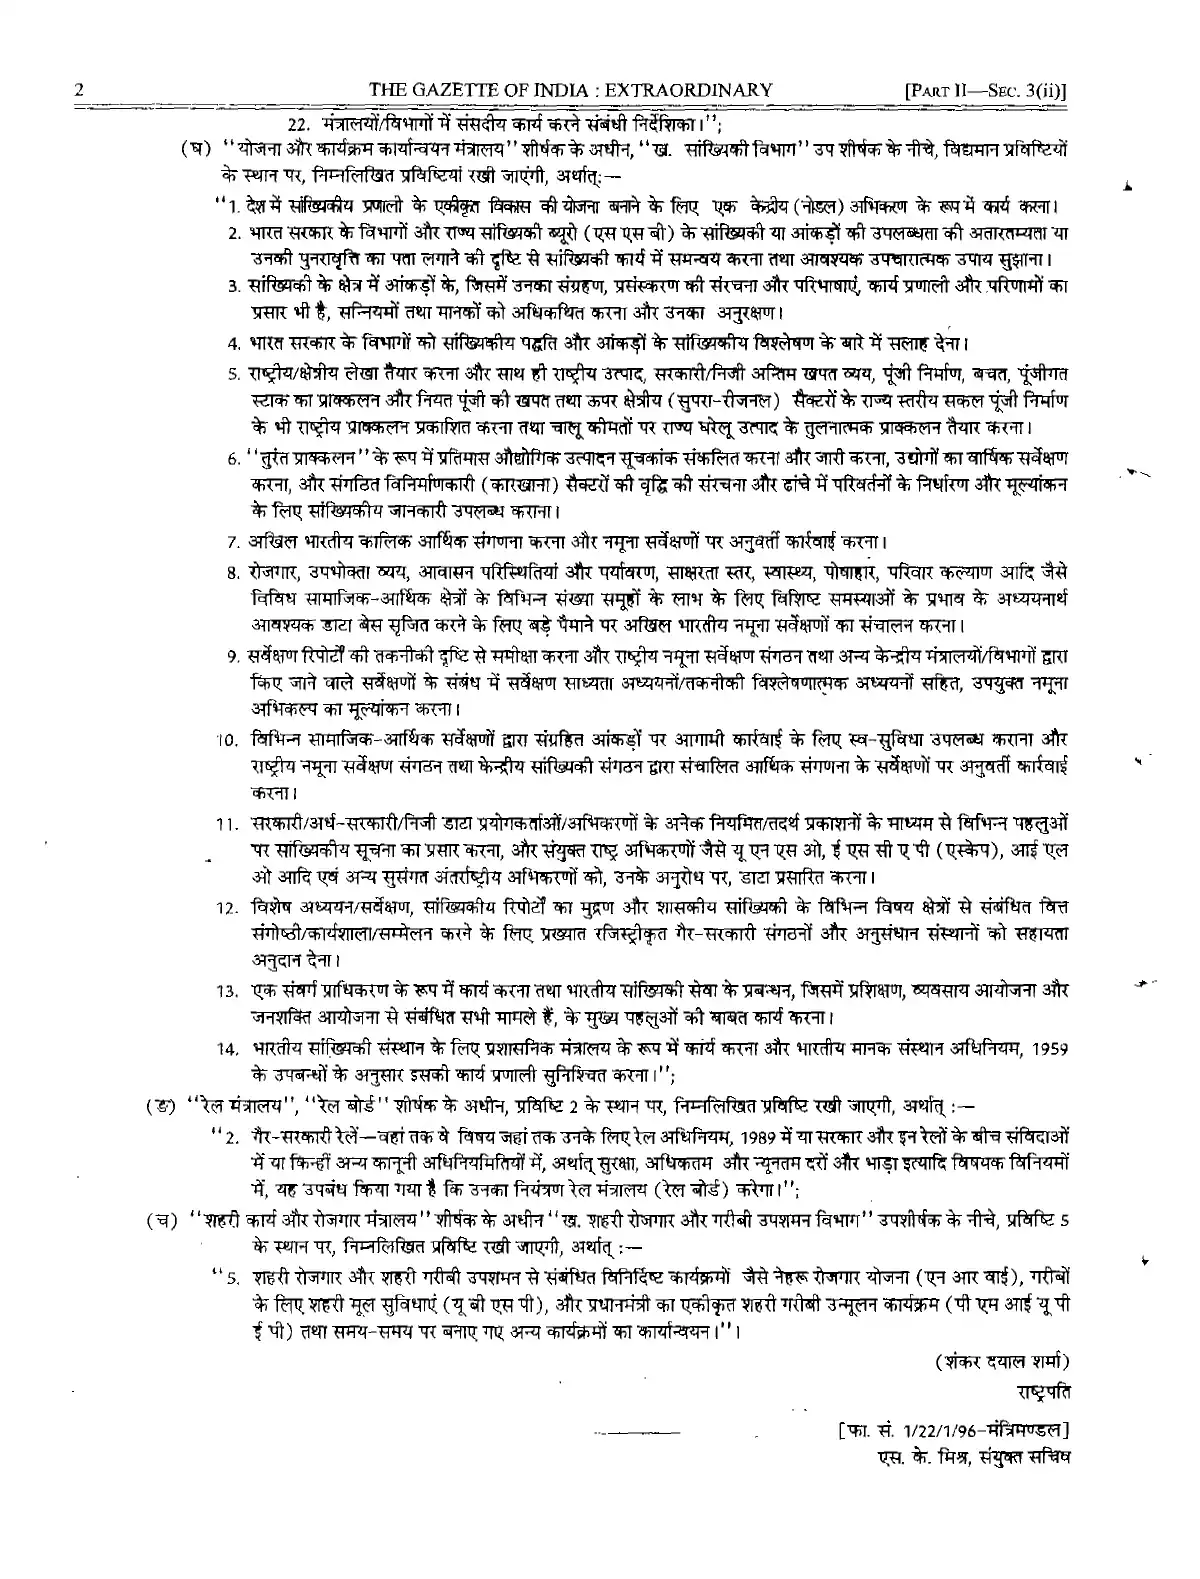 2 THE GAZETTE OF INDIA : EXTRAORDINARY [PART II—SEC. 3(ii)]
22. मंत्रालयों/विभागों में संसदीय कार्य करने संबंधी निर्देशिका।'';
(घ) ''योजना और कार्यक्रम कार्यान्वयन मंत्रालय'' शीर्षक के अधीन, ''ख. सांख्यिकी विभाग'' उप शीर्षक के नीचे, विद्यमान प्रविष्टियों
के स्थान पर, निम्नलिखित प्रविष्टियां रखी जाएंगी, अर्थात्:—
''1. देश में सांख्यिकीय प्रणाली के एकीकृत विकास की योजना बनाने के लिए एक केन्द्रीय (नोडल) अभिकरण के रूप में कार्य करना।
2. भारत सरकार के विभागों और राज्य सांख्यिकी ब्यूरो (एस एस बी) के सांख्यिकी या आंकड़ों की उपलब्धता की अतारतम्यता या
उनकी पुनरावृत्ति का पता लगाने की दृष्टि से सांख्यिकी कार्य में समन्वय करना तथा आवश्यक उपचारात्मक उपाय सुझाना।
3. सांख्यिकी के क्षेत्र में आंकड़ों के, जिसमें उनका संग्रहण, प्रसंस्करण की संरचना और परिभाषाएं, कार्य प्रणाली और परिणामों का
प्रसार भी है, सन्नियमों तथा मानकों को अधिकथित करना और उनका अनुरक्षण।
4. भारत सरकार के विभागों को सांख्यिकीय पद्धति और आंकड़ों के सांख्यिकीय विश्लेषण के बारे में सलाह देना।
5. राष्ट्रीय/क्षेत्रीय लेखा तैयार करना और साथ ही राष्ट्रीय उत्पाद, सरकारी/निजी अन्तिम खपत व्यय, पूंजी निर्माण, बचत, पूंजीगत
स्टाक का प्राक्कलन और नियत पूंजी की खपत तथा ऊपर क्षेत्रीय (सुपरा-रीजनल) सैक्टरों के राज्य स्तरीय सकल पूंजी निर्माण
के भी राष्ट्रीय प्राक्कलन प्रकाशित करना तथा चालू कीमतों पर राज्य घरेलू उत्पाद के तुलनात्मक प्राक्कलन तैयार करना।
6. ''तुरंत प्राक्कलन'' के रूप में प्रतिमास औद्योगिक उत्पादन सूचकांक संकलित करना और जारी करना, उद्योगों का वार्षिक सर्वेक्षण
करना, और संगठित विनिर्माणकारी (कारखाना) सैक्टरों की वृद्धि की संरचना और ढांचे में परिवर्तनों के निर्धारण और मूल्यांकन
के लिए सांख्यिकीय जानकारी उपलब्ध कराना।
7. अखिल भारतीय कालिक आर्थिक संगणना करना और नमूना सर्वेक्षणों पर अनुवर्ती कार्रवाई करना।
8. रोजगार, उपभोक्ता व्यय, आवासन परिस्थितियां और पर्यावरण, साक्षरता स्तर, स्वास्थ्य, पोषाहार, परिवार कल्याण आदि जैसे
विविध सामाजिक-आर्थिक क्षेत्रों के विभिन्न संख्या समूहों के लाभ के लिए विशिष्ट समस्याओं के प्रभाव के अध्ययनार्थ
आवश्यक डाटा बेस सृजित करने के लिए बड़े पैमाने पर अखिल भारतीय नमूना सर्वेक्षणों का संचालन करना।
9. सर्वेक्षण रिपोर्टों की तकनीकी दृष्टि से समीक्षा करना और राष्ट्रीय नमूना सर्वेक्षण संगठन तथा अन्य केन्द्रीय मंत्रालयों/विभागों द्वारा
किए जाने वाले सर्वेक्षणों के संबंध में सर्वेक्षण साध्यता अध्ययनों/तकनीकी विश्लेषणात्मक अध्ययनों सहित, उपयुक्त नमूना
अभिकल्प का मूल्यांकन करना।
10. विभिन्न सामाजिक-आर्थिक सर्वेक्षणों द्वारा संग्रहित आंकड़ों पर आगामी कार्रवाई के लिए स्व-सुविधा उपलब्ध कराना और
राष्ट्रीय नमूना सर्वेक्षण संगठन तथा केन्द्रीय सांख्यिकी संगठन द्वारा संचालित आर्थिक संगणना के सर्वेक्षणों पर अनुवर्ती कार्रवाई
करना।
11. सरकारी/अर्ध-सरकारी/निजी डाटा प्रयोगकर्ताओं/अभिकरणों के अनेक नियमित/तदर्थ प्रकाशनों के माध्यम से विभिन्न पहलुओं
पर सांख्यिकीय सूचना का प्रसार करना, और संयुक्त राष्ट्र अभिकरणों जैसे यू एन एस ओ, ई एस सी ए पी (एस्केप), आई एल
ओ आदि एवं अन्य सुसंगत अंतर्राष्ट्रीय अभिकरणों को, उनके अनुरोध पर, डाटा प्रसारित करना।
12. विशेष अध्ययन/सर्वेक्षण, सांख्यिकीय रिपोर्टों का मुद्रण और शासकीय सांख्यिकी के विभिन्न विषय क्षेत्रों से संबंधित वित्त
संगोष्ठी/कार्यशाला/सम्मेलन करने के लिए प्रख्यात रजिस्ट्रीकृत गैर-सरकारी संगठनों और अनुसंधान संस्थानों को सहायता
अनुदान देना।
13. एक संवर्ग प्राधिकरण के रूप में कार्य करना तथा भारतीय सांख्यिकी सेवा के प्रबन्धन, जिसमें प्रशिक्षण, व्यवसाय आयोजना और
जनशक्ति आयोजना से संबंधित सभी मामले हैं, के मुख्य पहलुओं की बाबत कार्य करना।
14. भारतीय सांख्यिकी संस्थान के लिए प्रशासनिक मंत्रालय के रूप में कार्य करना और भारतीय मानक संस्थान अधिनियम, 1959
के उपबन्धों के अनुसार इसकी कार्य प्रणाली सुनिश्चित करना।'';
(ङ) ''रेल मंत्रालय'', ''रेल बोर्ड'' शीर्षक के अधीन, प्रविष्टि 2 के स्थान पर, निम्नलिखित प्रविष्टि रखी जाएगी, अर्थात् :—
''2. गैर-सरकारी रेलें—वहां तक वे विषय जहां तक उनके लिए रेल अधिनियम, 1989 में या सरकार और इन रेलों के बीच संविदाओं
में या किन्हीं अन्य कानूनी अधिनियमितियों में, अर्थात् सुरक्षा, अधिकतम और न्यूनतम दरों और भाड़ा इत्यादि विषयक विनियमों
में, यह उपबंध किया गया है कि उनका नियंत्रण रेल मंत्रालय (रेल बोर्ड) करेगा।'';
(च) ''शहरी कार्य और रोजगार मंत्रालय'' शीर्षक के अधीन ''ख. शहरी रोजगार और गरीबी उपशमन विभाग'' उपशीर्षक के नीचे, प्रविष्टि 5
के स्थान पर, निम्नलिखित प्रविष्टि रखी जाएगी, अर्थात् :—
''5. शहरी रोजगार और शहरी गरीबी उपशमन से संबंधित विनिर्दिष्ट कार्यक्रमों जैसे नेहरू रोजगार योजना (एन आर वाई), गरीबों
के लिए शहरी मूल सुविधाएं (यू बी एस पी), और प्रधानमंत्री का एकीकृत शहरी गरीबी उन्मूलन कार्यक्रम (पी एम आई यू पी
ई पी) तथा समय-समय पर बनाए गए अन्य कार्यक्रमों का कार्यान्वयन।''।
(शंकर दयाल शर्मा)
राष्ट्रपति
[फा. सं. 1/22/1/96-मंत्रिमण्डल]
एस. के. मिश्र, संयुक्त सचिव